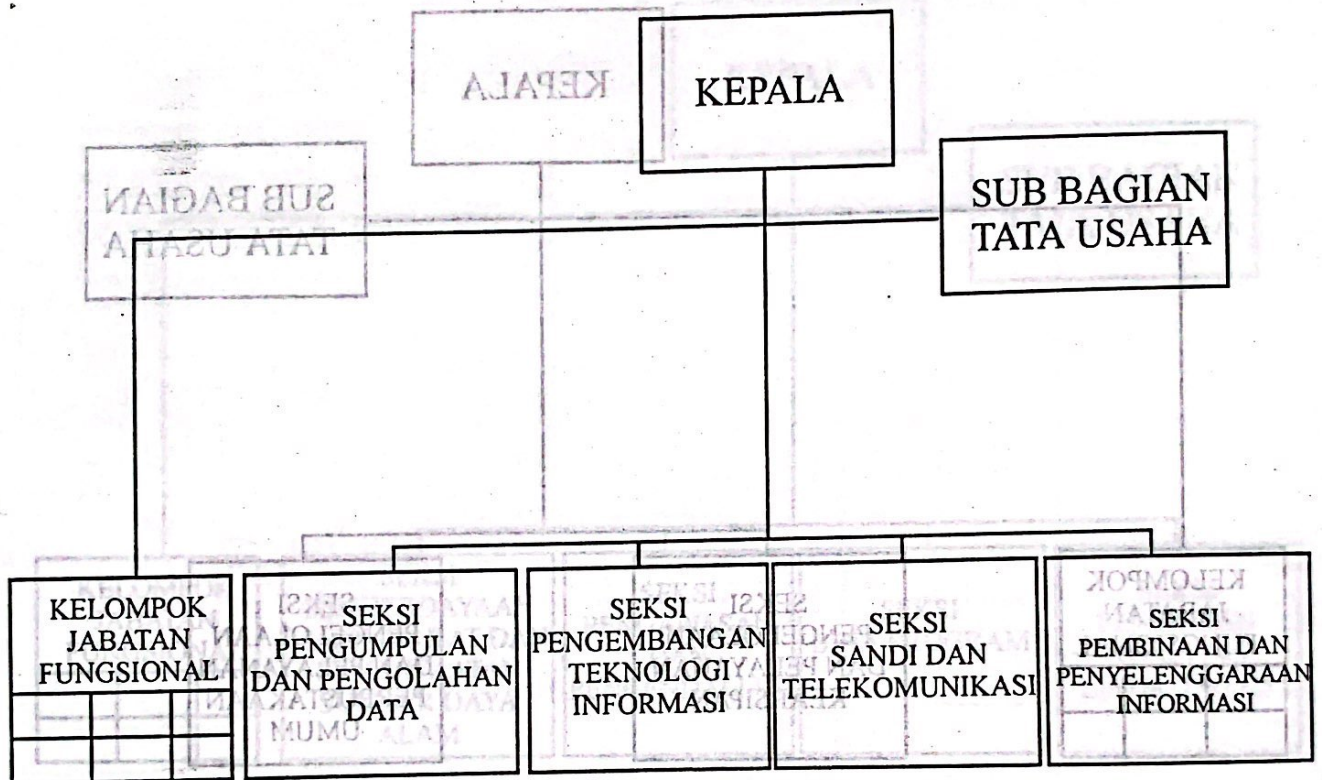 KEPALA
SUB BAGIAN
TATA USAHA
KELOMPOK
JABATAN
FUNGSIONAL
SEKSI
PENGUMPULAN
DAN PENGOLAHAN
DATA
SEKSI
PENGEMBANGAN
TEKNOLOGI
INFORMASI
SEKSI
SANDI DAN
TELEKOMUNIKASI
SEKSI
PEMBINAAN DAN
PENYELENGGARAAN
INFORMASI